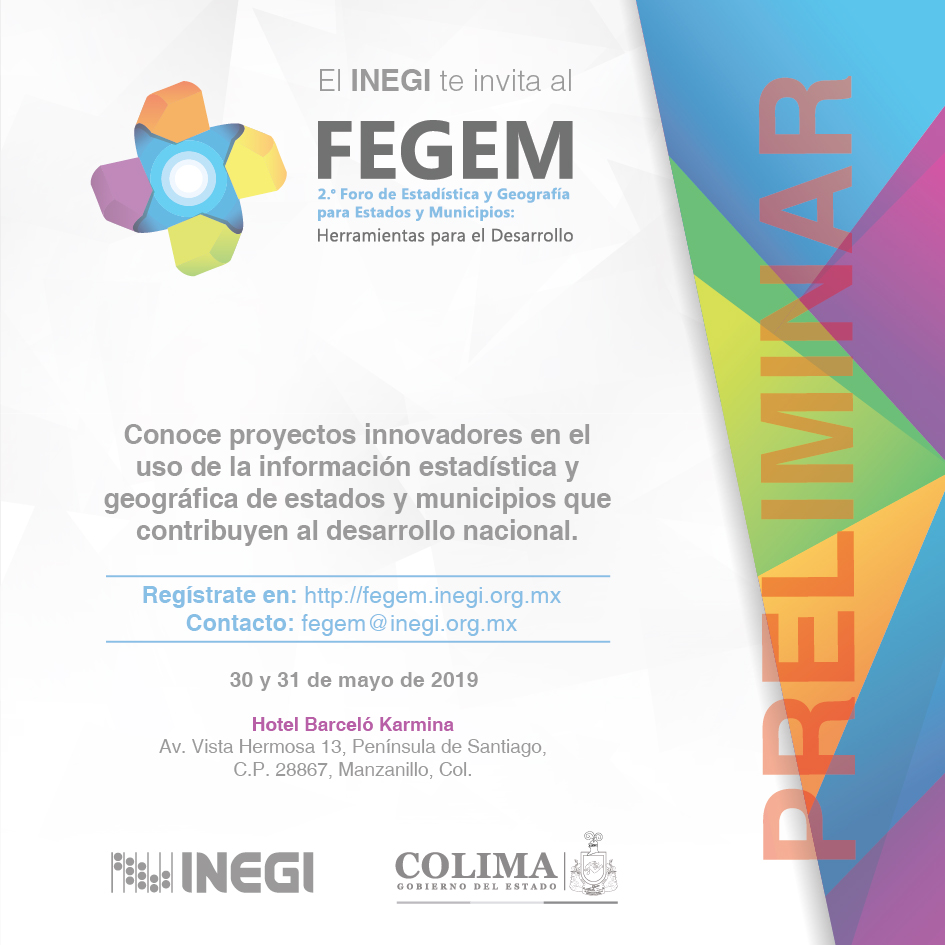 El INEGI te invita al
FEGEM
2.° Foro de Estadística y Geografía
para Estados y Municipios:
Herramientas para el Desarrollo
Conoce proyectos innovadores en el
uso de la información estadística y
geográfica de estados y municipios que
contribuyen al desarrollo nacional.
Regístrate en: http://fegem.inegi.org.mx
Contacto: fegem@inegi.org.mx
30 y 31 de mayo de 2019
Hotel Barceló Karmina
Av. Vista Hermosa 13, Península de Santiago,
C.P. 28867, Manzanillo, Col.
INEGI
COLIMA
GOBIERNO DEL ESTADO
PRELIMINAR